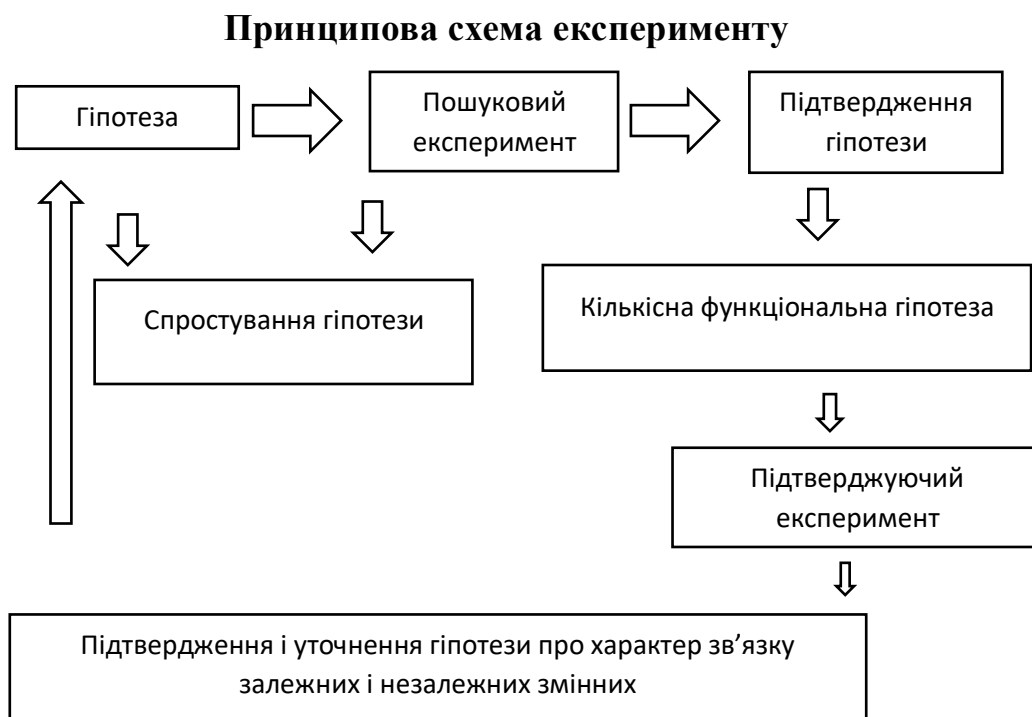 Принципова схема експерименту
Гіпотеза
Пошуковий
експеримент
Підтвердження
гіпотези
Спростування гіпотези
Кількісна функціональна гіпотеза
Підтверджуючий
експеримент
Підтвердження і уточнення гіпотези про характер зв’язку
залежних і незалежних змінних